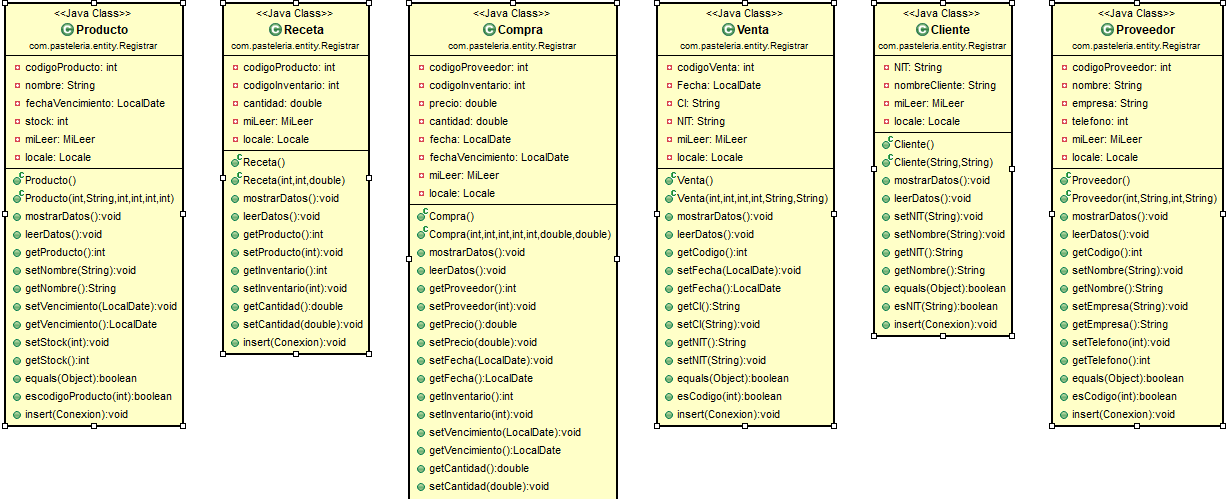 <<Java Class>>
Producto
com.pasteleria.entity.Registrar
codigoProducto: int
nombre: String
fechaVencimiento: LocalDate
stock: int
miLeer: MiLeer
locale: Locale
Producto()
Producto(int,String,int,int,int,int)
mostrarDatos():void
leerDatos():void
getProducto():int
setNombre(String):void
getNombre():String
setVencimiento(LocalDate):void
getVencimiento():LocalDate
setStock(int):void
getStock():int
equals(Object):boolean
escodigoProducto(int):boolean
insert(Conexion):void
<<Java Class>>
Receta
com.pasteleria.entity.Registrar
codigoProducto: int
codigoInventario: int
cantidad: double
miLeer: MiLeer
locale: Locale
Receta()
Receta(int,int,double)
mostrarDatos():void
leerDatos():void
getProducto():int
setProducto(int):void
getInventario():int
setInventario(int):void
getCantidad():double
setCantidad(double):void
insert(Conexion):void
<<Java Class>>
Compra
com.pasteleria.entity.Registrar
codigoProveedor: int
codigoInventario: int
precio: double
cantidad: double
fecha: LocalDate
fechaVencimiento: LocalDate
miLeer: MiLeer
locale: Locale
Compra()
Compra(int,int,int,int,int,double,double)
mostrarDatos():void
leerDatos():void
getProveedor():int
setProveedor(int):void
getPrecio():double
setPrecio(double):void
setFecha(LocalDate):void
getFecha():LocalDate
getInventario():int
setInventario(int):void
setVencimiento(LocalDate):void
getVencimiento():LocalDate
getCantidad():double
setCantidad(double):void
<<Java Class>>
Venta
com.pasteleria.entity.Registrar
codigoVenta: int
Fecha: LocalDate
CI: String
NIT: String
miLeer: MiLeer
locale: Locale
Venta()
Venta(int,int,int,int,String,String)
mostrarDatos():void
leerDatos():void
getCodigo():int
setFecha(LocalDate):void
getFecha():LocalDate
getCI():String
setCI(String):void
getNIT():String
setNIT(String):void
equals(Object):boolean
esCodigo(int):boolean
insert(Conexion):void
<<Java Class>>
Cliente
com.pasteleria.entity.Registrar
NIT: String
nombreCliente: String
miLeer: MiLeer
locale: Locale
Cliente()
Cliente(String,String)
mostrarDatos():void
leerDatos():void
setNIT(String):void
setNombre(String):void
getNIT():String
getNombre():String
equals(Object):boolean
esNIT(String):boolean
insert(Conexion):void
<<Java Class>>
Proveedor
com.pasteleria.entity.Registrar
codigoProveedor: int
nombre: String
empresa: String
telefono: int
miLeer: MiLeer
locale: Locale
Proveedor()
Proveedor(int,String,int,String)
mostrarDatos():void
leerDatos():void
getCodigo():int
setNombre(String):void
getNombre():String
setEmpresa(String):void
getEmpresa():String
setTelefono(int):void
getTelefono():int
equals(Object):boolean
esCodigo(int):boolean
insert(Conexion):void